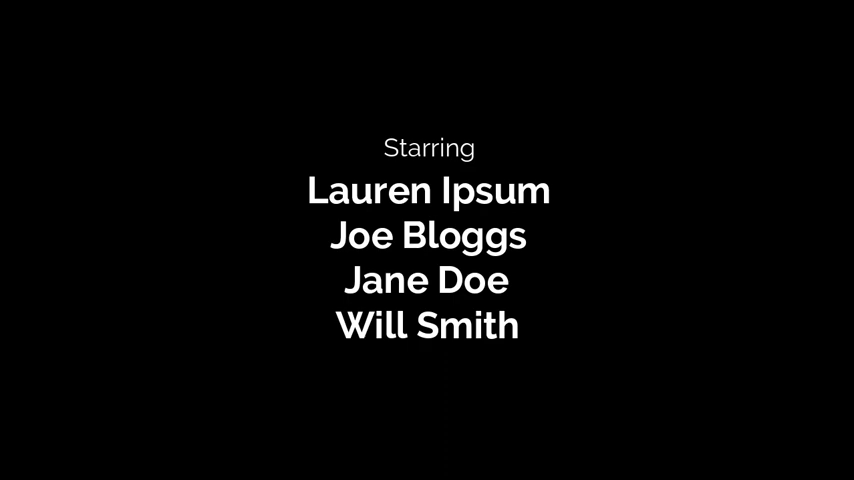 Starring
Lauren Ipsum
Joe Bloggs
Jane Doe
Will Smith